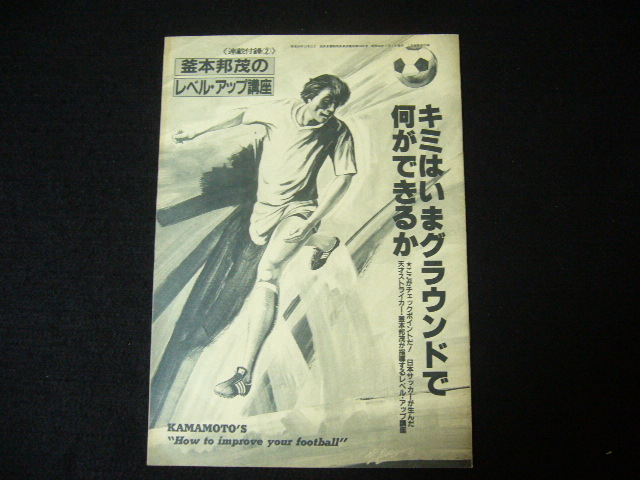 《連載付録②》
釜本邦茂の
レベル・アップ講座
キミはいまグラウンドで
何ができるか
★ここがチェックポイントだ! 日本サッカーが生んだ
天才ストライカー・釜本邦茂が指導するレベル・アップ講座
KAMAMOTO'S
"How to improve your football"